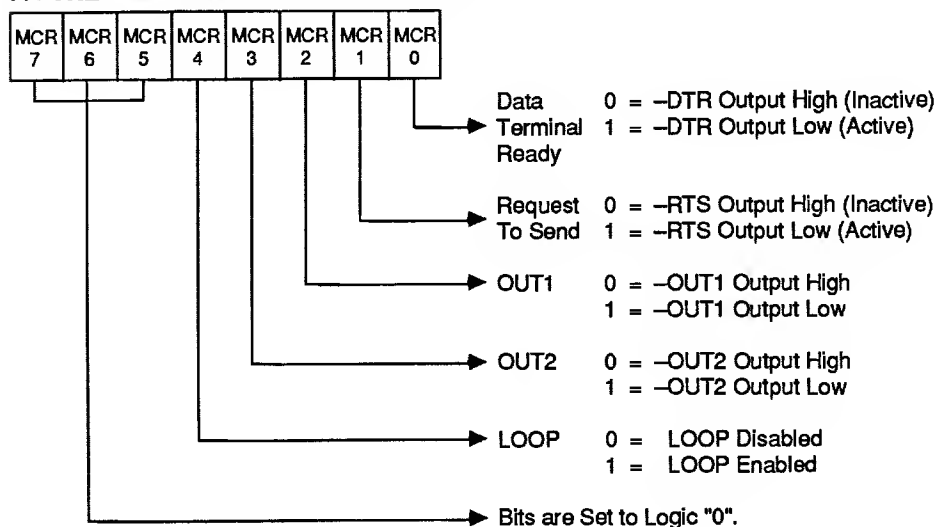 MCR MCR MCR MCR MCR MCR MCR MCR
7 6 5 4 3 2 1 0
Data 0 = –DTR Output High (Inactive)
Terminal 1 = –DTR Output Low (Active)
Ready
Request 0 = –RTS Output High (Inactive)
To Send 1 = –RTS Output Low (Active)
OUT1 0 = –OUT1 Output High
1 = –OUT1 Output Low
OUT2 0 = –OUT2 Output High
1 = –OUT2 Output Low
LOOP 0 = LOOP Disabled
1 = LOOP Enabled
Bits are Set to Logic "0".